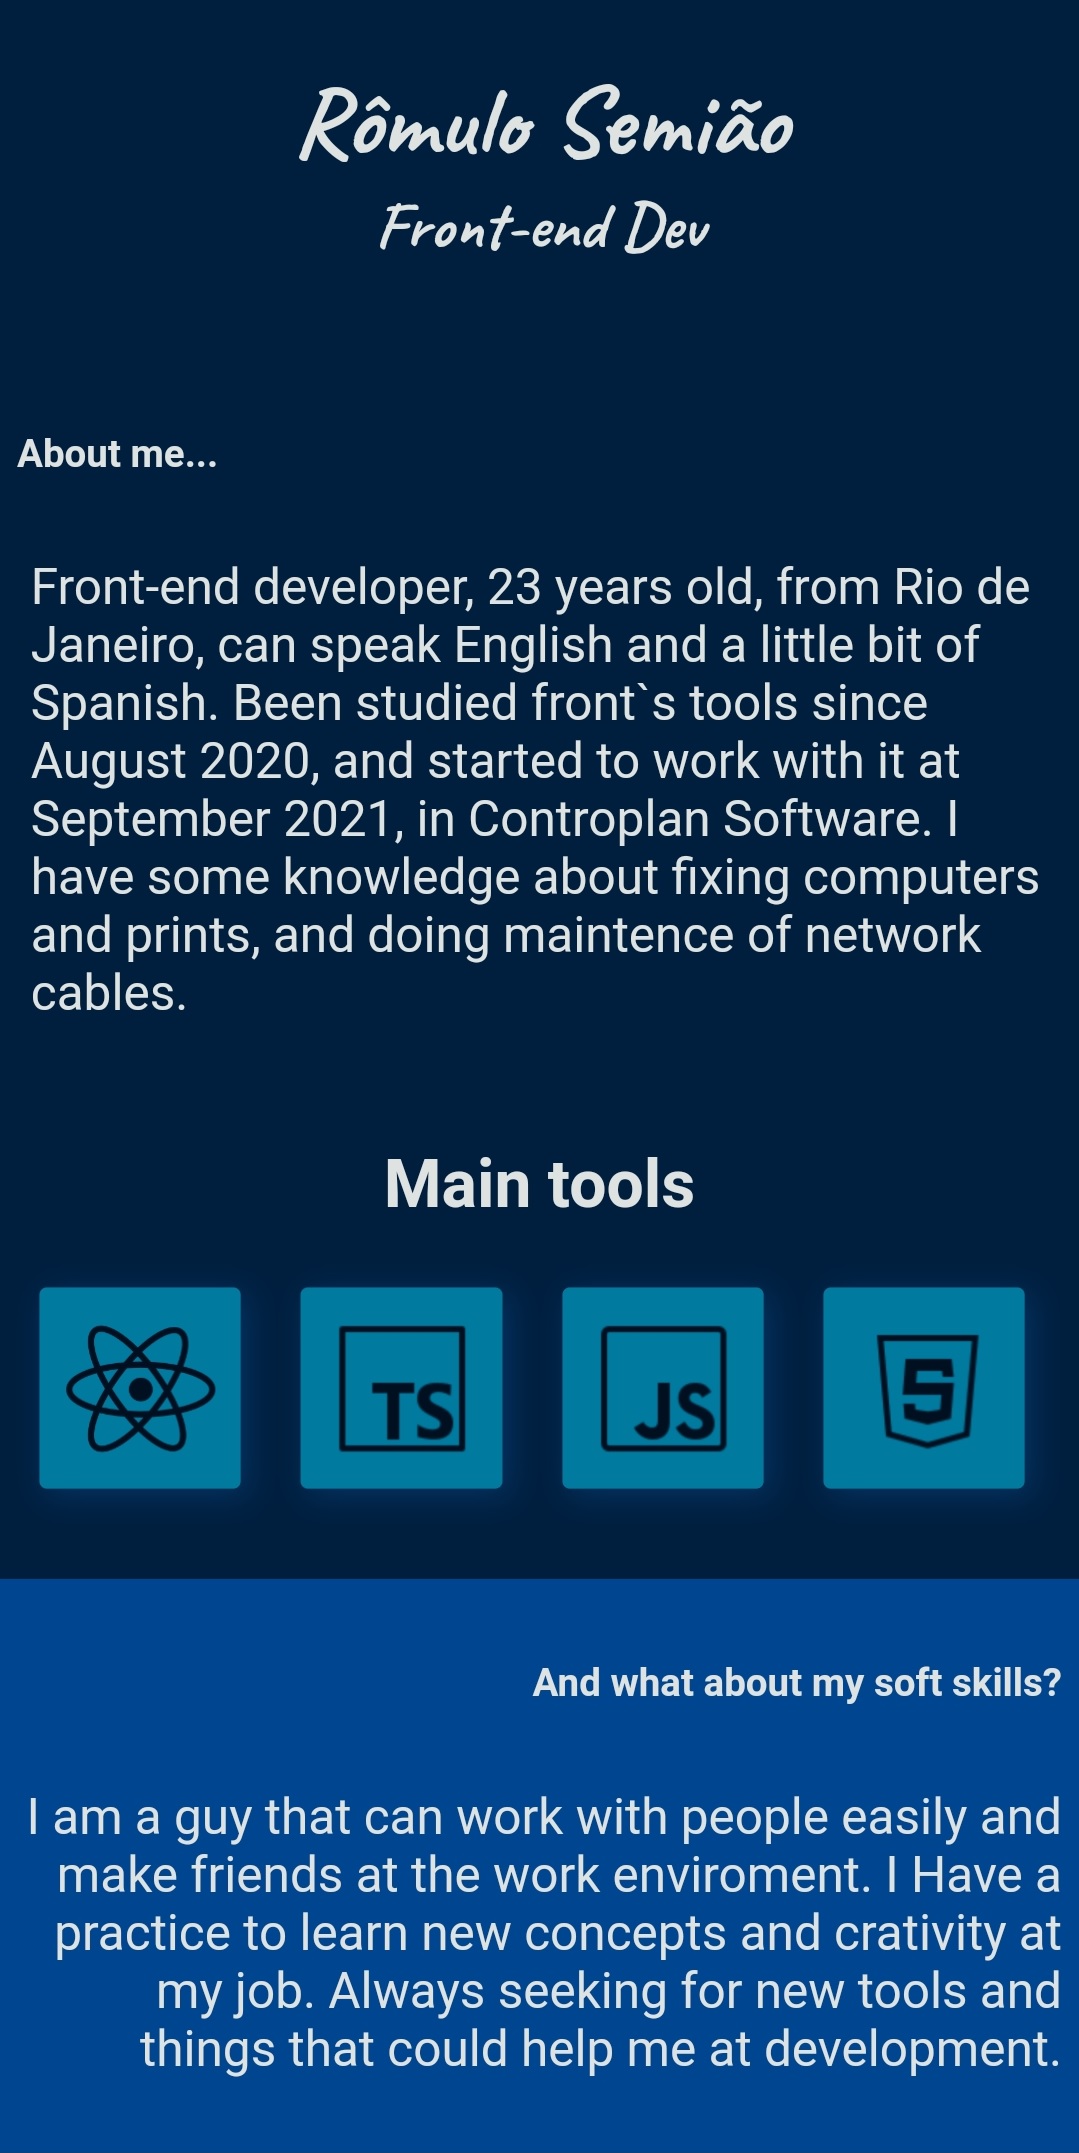 Rômulo Semião
Front-end Dev
About me...
Front-end developer, 23 years old, from Rio de
Janeiro, can speak English and a little bit of
Spanish. Been studied front`s tools since
August 2020, and started to work with it at
September 2021, in Controplan Software. I
have some knowledge about fixing computers
and prints, and doing maintence of network
cables.
Main tools
TS
JS
5
And what about my soft skills?
I am a guy that can work with people easily and
make friends at the work enviroment. I Have a
practice to learn new concepts and crativity at
my job. Always seeking for new tools and
things that could help me at development.